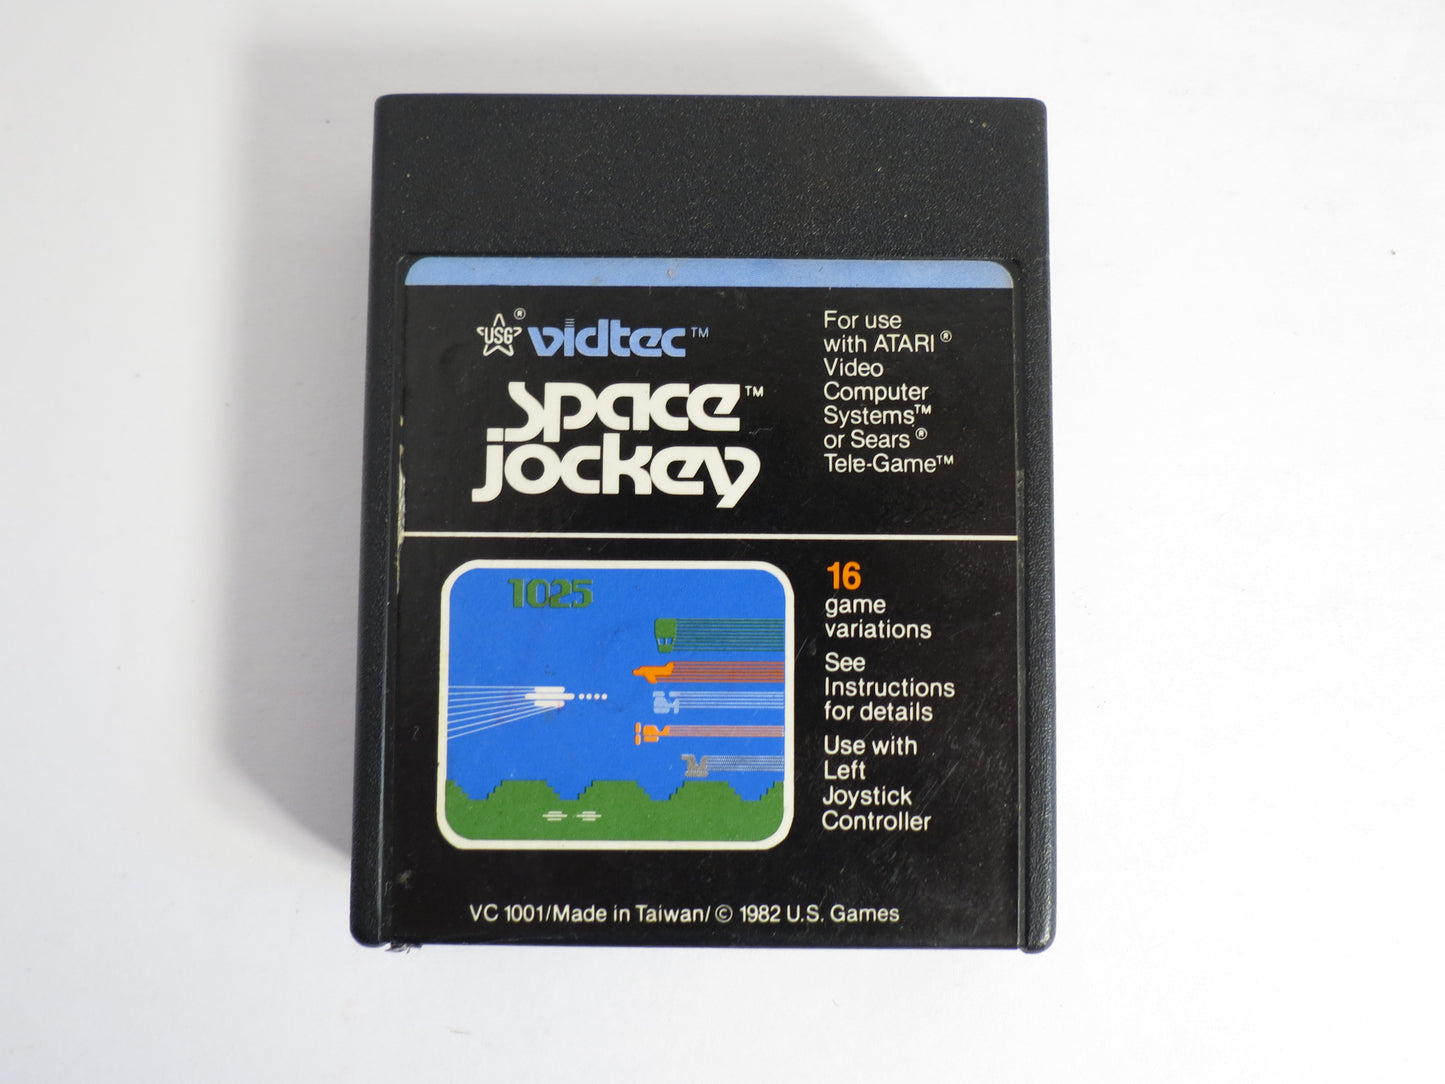 USG® vidtec™
space™
jockey
For use
with ATARI®
Video
Computer
Systems™
or Sears®
Tele-Game™
1025
16
game
variations
See
Instructions
for details
Use with
Left
Joystick
Controller
VC 1001/Made in Taiwan/© 1982 U.S. Games